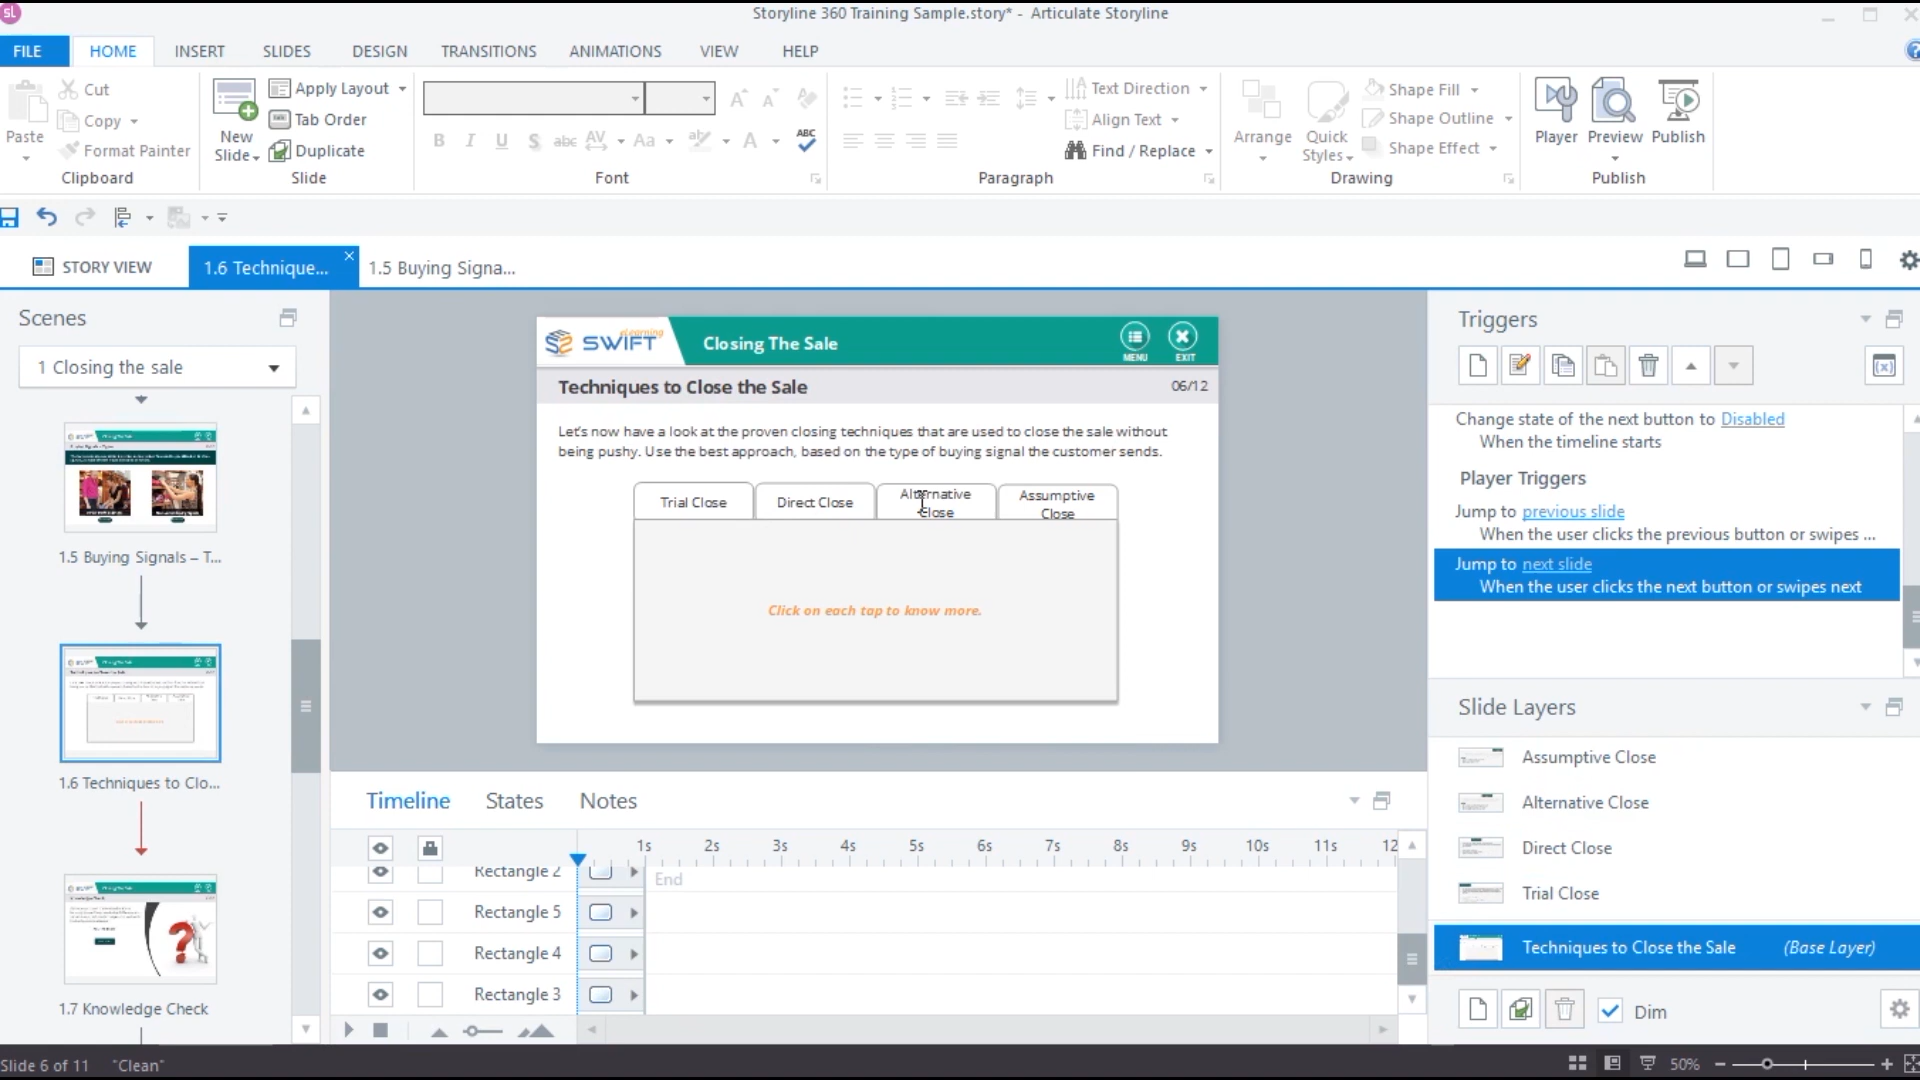 sl
Storyline 360 Training Sample.story* - Articulate Storyline
FILE
HOME
INSERT
SLIDES
DESIGN
TRANSITIONS
ANIMATIONS
VIEW
HELP
Paste
Cut
Copy
Format Painter
Clipboard
New Slide
Apply Layout
Tab Order
Duplicate
Slide
B I U S abc AV Aa A ABC
Font
Text Direction
Align Text
Find / Replace
Paragraph
Arrange
Quick Styles
Shape Fill
Shape Outline
Shape Effect
Drawing
Player
Preview
Publish
Publish
STORY VIEW
1.6 Technique...
1.5 Buying Signa...
Scenes
1 Closing the sale
1.5 Buying Signals – T...
1.6 Techniques to Clo...
1.7 Knowledge Check
SWIFT eLearning
Closing The Sale
MENU
EXIT
Techniques to Close the Sale
06/12
Let's now have a look at the proven closing techniques that are used to close the sale without
being pushy. Use the best approach, based on the type of buying signal the customer sends.
Trial Close
Direct Close
Alternative
Close
Assumptive
Close
Click on each tap to know more.
Timeline
States
Notes
1s 2s 3s 4s 5s 6s 7s 8s 9s 10s 11s 12
Rectangle 2
End
Rectangle 5
Rectangle 4
Rectangle 3
Triggers
(x)
Change state of the next button to Disabled
When the timeline starts
Player Triggers
Jump to previous slide
When the user clicks the previous button or swipes ...
Jump to next slide
When the user clicks the next button or swipes next
Slide Layers
Assumptive Close
Alternative Close
Direct Close
Trial Close
Techniques to Close the Sale (Base Layer)
Dim
Slide 6 of 11
"Clean"
50%